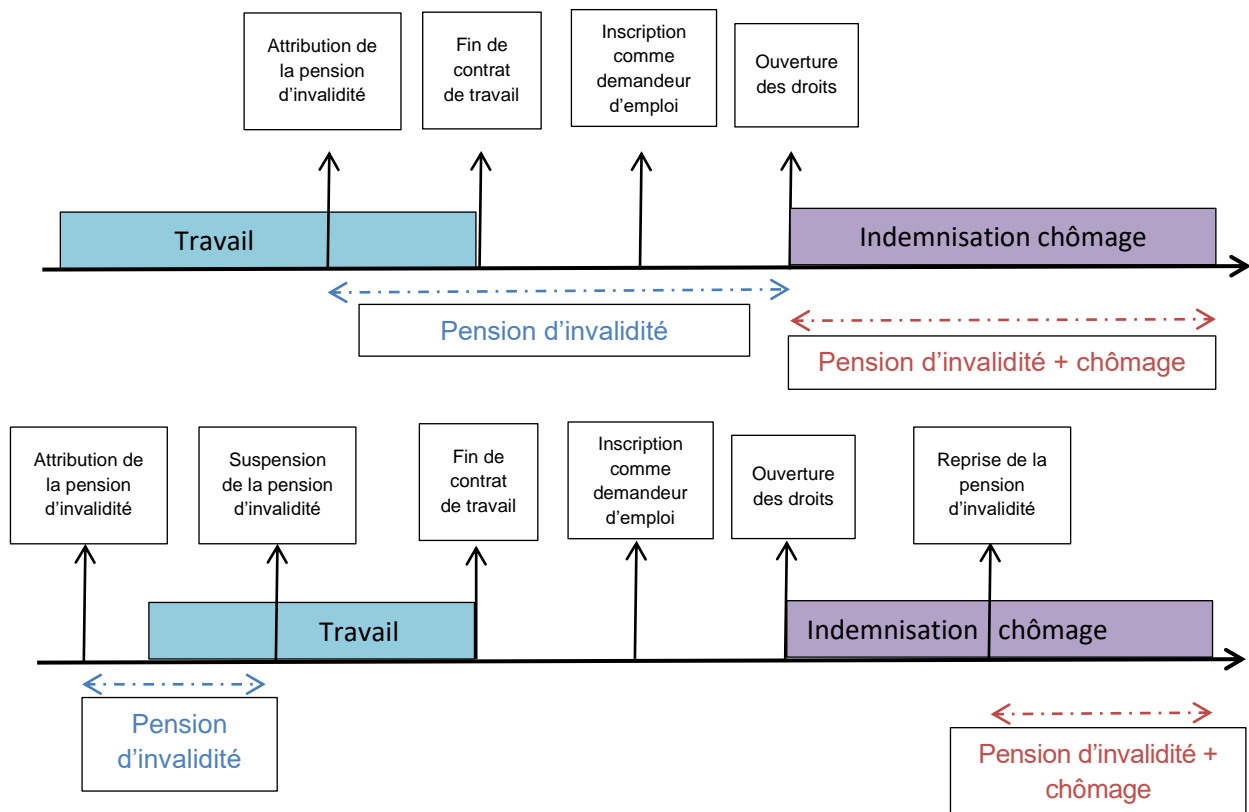 Attribution de
la pension
d’invalidité
Fin de
contrat
de travail
Inscription
comme
demandeur
d’emploi
Ouverture
des droits
Travail
Indemnisation chômage
Pension d’invalidité
Pension d’invalidité + chômage
Attribution de
la pension
d’invalidité
Suspension
de la pension
d’invalidité
Fin de
contrat
de travail
Inscription
comme
demandeur
d’emploi
Ouverture
des droits
Reprise de la
pension
d’invalidité
Travail
Indemnisation chômage
Pension
d’invalidité
Pension d’invalidité +
chômage